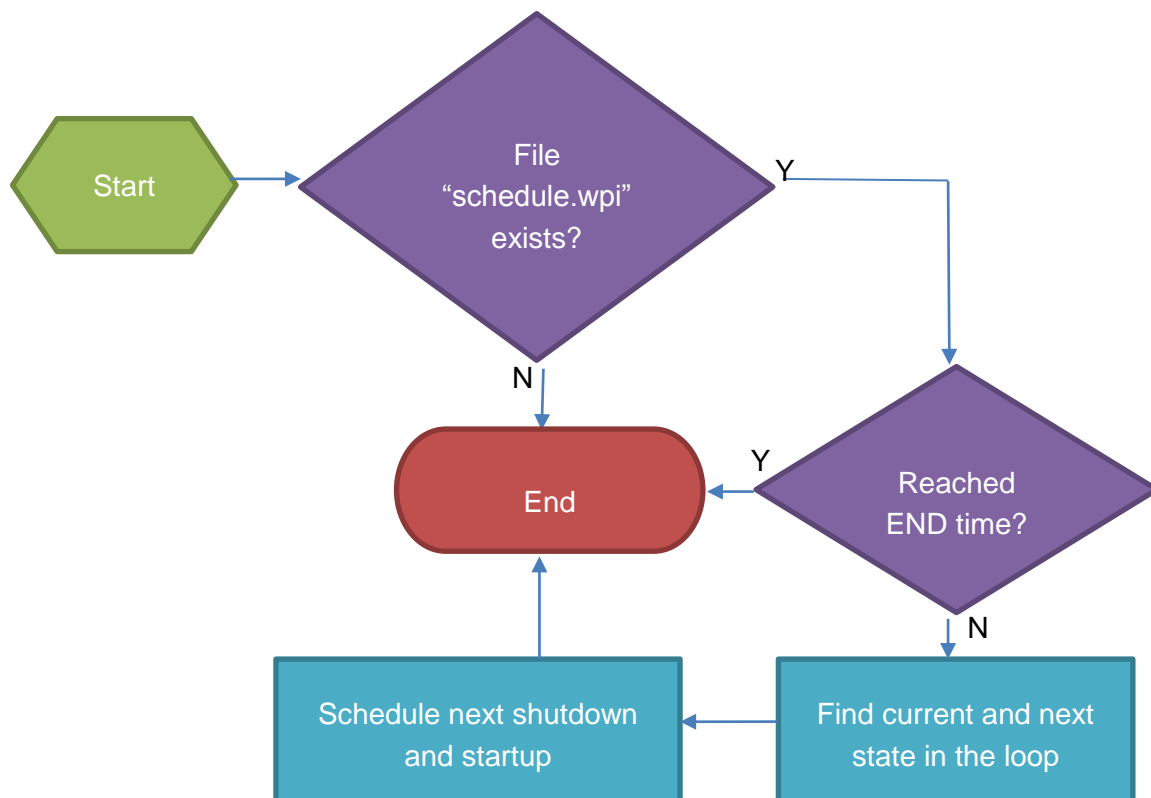 Start
File
“schedule.wpi”
exists?
Y
N
Y
End
Reached
END time?
N
Schedule next shutdown
and startup
Find current and next
state in the loop